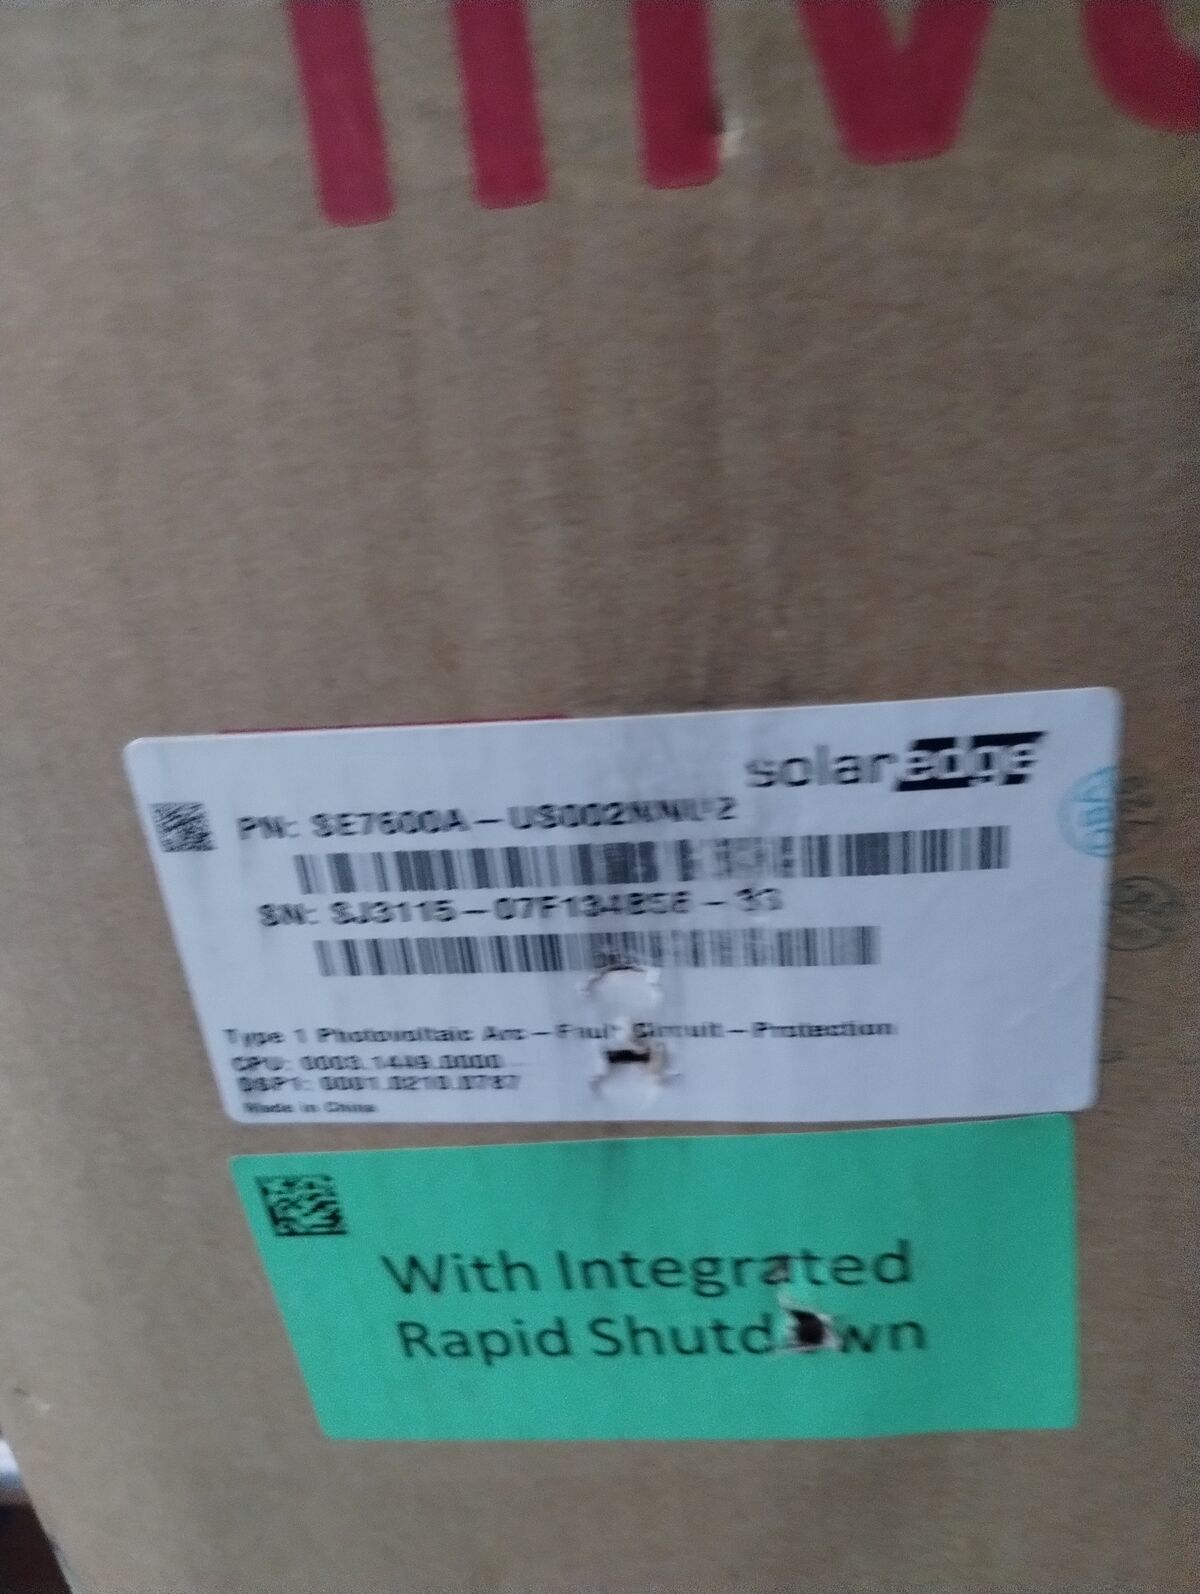 solaredge
PN: SE7600A-US002NNU2
SN: SJ3115-07F134B56-33
Type 1 Photovoltaic Arc-Fault Circuit-Protection
CPU: 0003.1449.0000
DSP1: 0001.0210.0787
Made in China
With Integrated
Rapid Shutdown